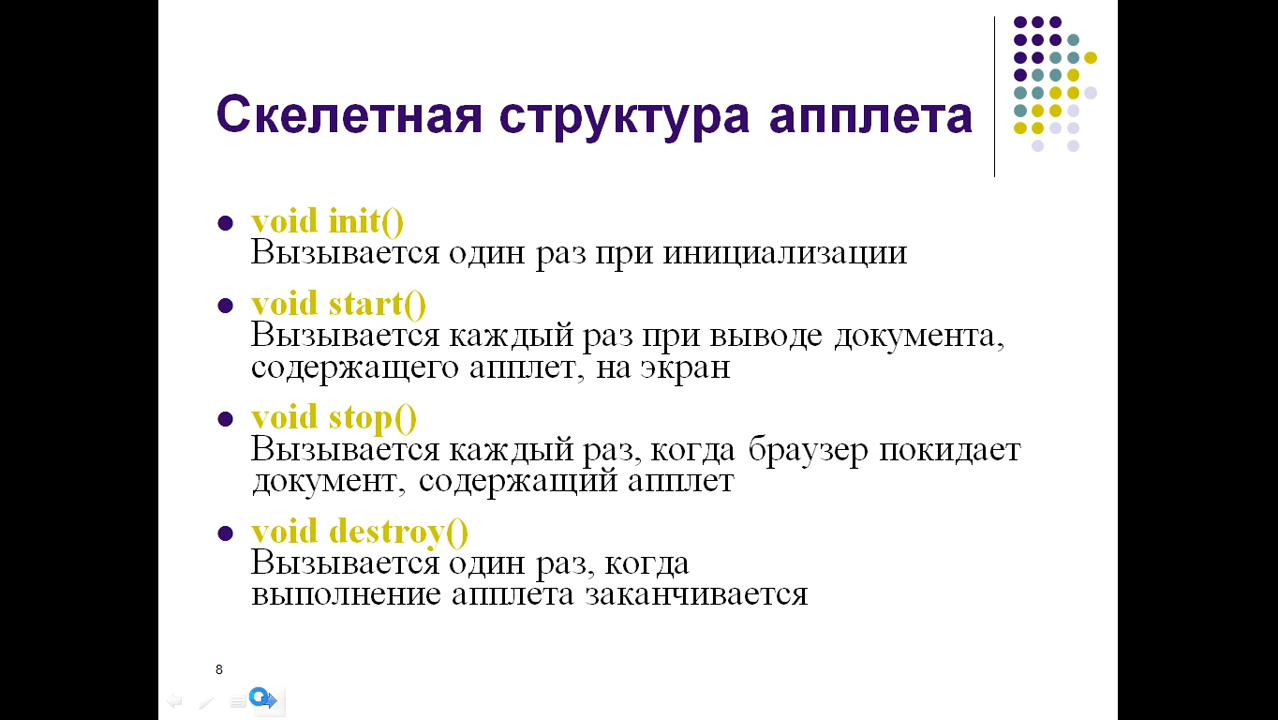 Скелетная структура апплета
void init()
Вызывается один раз при инициализации
void start()
Вызывается каждый раз при выводе документа,
содержащего апплет, на экран
void stop()
Вызывается каждый раз, когда браузер покидает
документ, содержащий апплет
void destroy()
Вызывается один раз, когда
выполнение апплета заканчивается
8